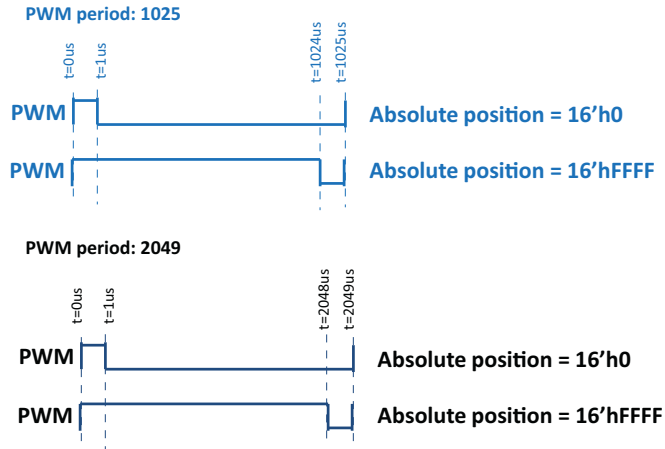 PWM period: 1025
t=0us
t=1us
t=1024us
t=1025us
PWM
Absolute position = 16’h0
PWM
Absolute position = 16’hFFFF
PWM period: 2049
t=0us
t=1us
t=2048us
t=2049us
PWM
Absolute position = 16’h0
PWM
Absolute position = 16’hFFFF